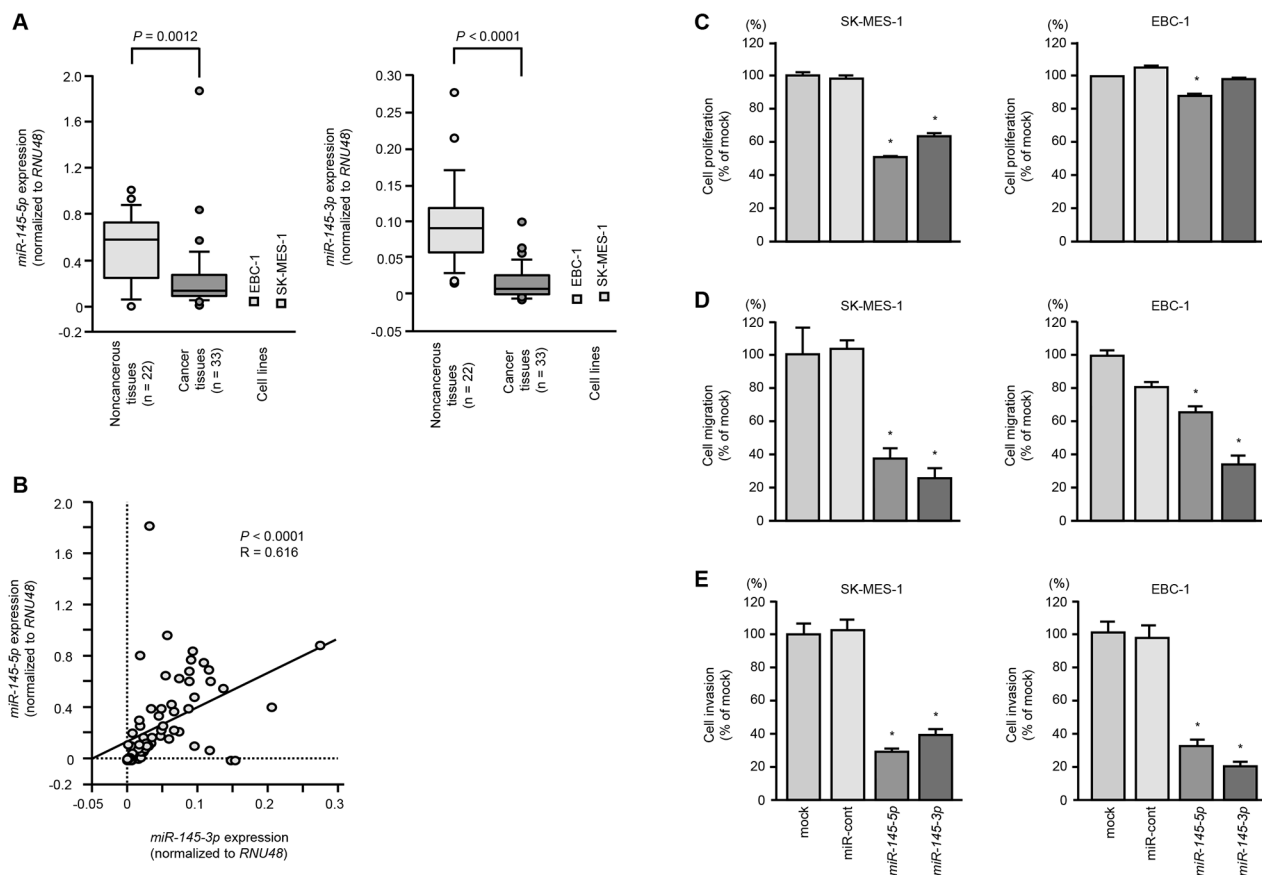 A
P = 0.0012
miR-145-5p expression
(normalized to RNU48)
2.0
1.6
1.2
0.8
0.4
0
-0.2
EBC-1
SK-MES-1
Noncancerous
tissues
(n = 22)
Cancer
tissues
(n = 33)
Cell lines
P < 0.0001
miR-145-3p expression
(normalized to RNU48)
0.30
0.25
0.20
0.15
0.10
0.05
0
-0.05
EBC-1
SK-MES-1
Noncancerous
tissues
(n = 22)
Cancer
tissues
(n = 33)
Cell lines
B
miR-145-5p expression
(normalized to RNU48)
2.0
1.6
1.2
0.8
0.4
0
-0.2
P < 0.0001
R = 0.616
-0.05 0 0.1 0.1 0.2 0.2 0.3
miR-145-3p expression
(normalized to RNU48)
C
(%)
SK-MES-1
Cell proliferation
(% of mock)
120
100
80
60
40
20
0
*
*
(%)
EBC-1
Cell proliferation
(% of mock)
120
100
80
60
40
20
0
*
D
(%)
SK-MES-1
Cell migration
(% of mock)
120
100
80
60
40
20
0
*
*
(%)
EBC-1
Cell migration
(% of mock)
120
100
80
60
40
20
0
*
*
E
(%)
SK-MES-1
Cell invasion
(% of mock)
120
100
80
60
40
20
0
*
*
mock
miR-cont
miR-145-5p
miR-145-3p
(%)
EBC-1
Cell invasion
(% of mock)
120
100
80
60
40
20
0
*
*
mock
miR-cont
miR-145-5p
miR-145-3p